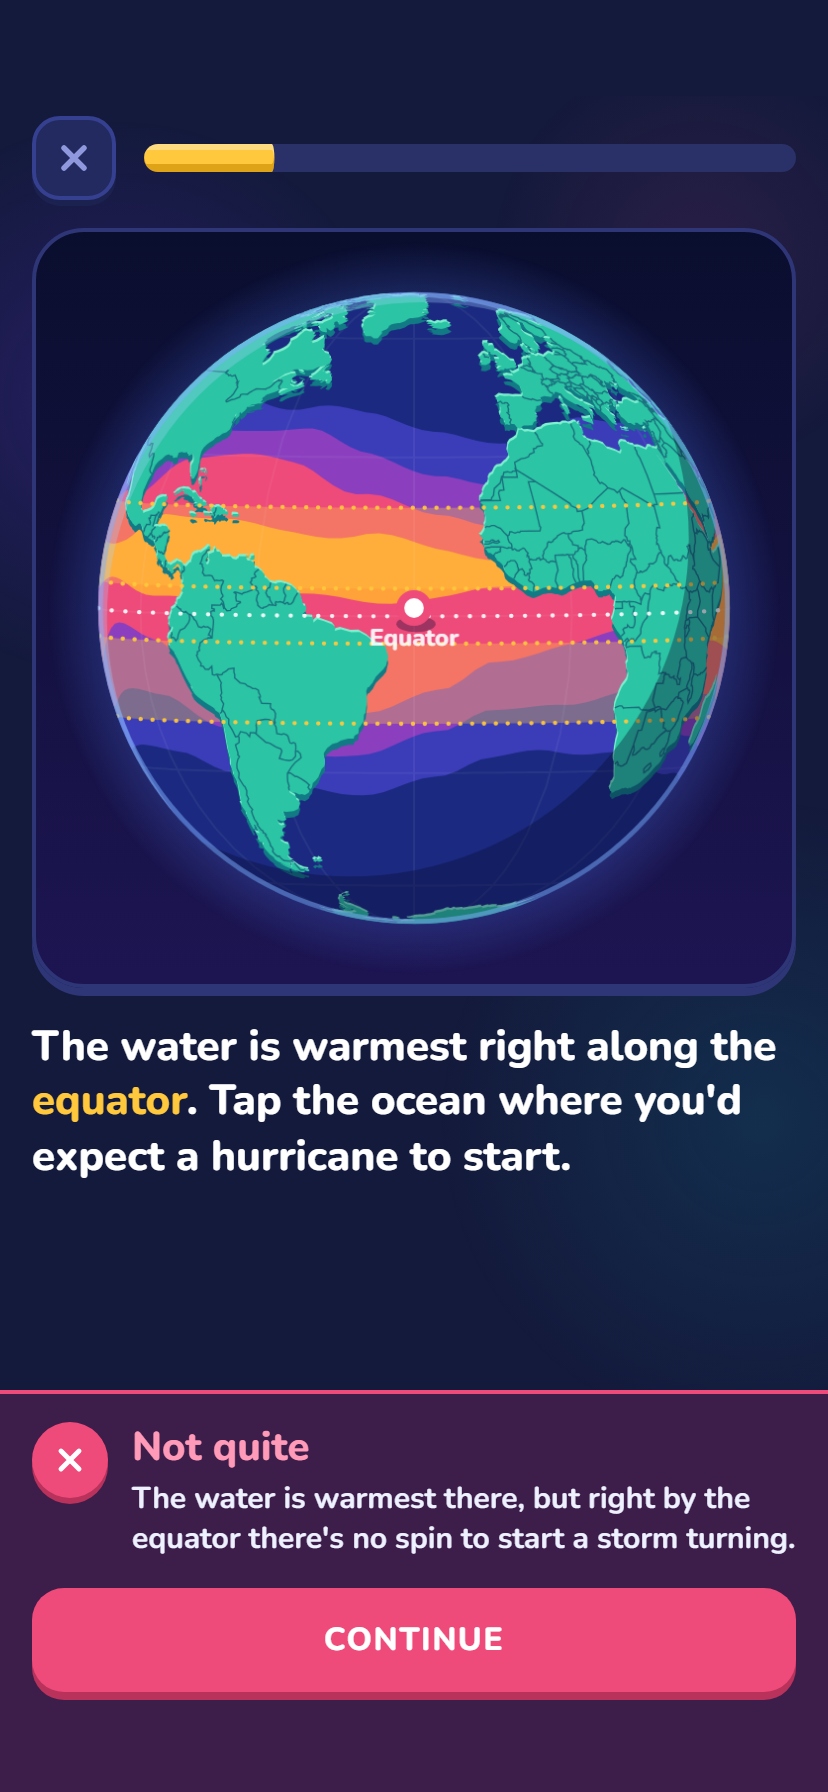 Equator
The water is warmest right along the
equator. Tap the ocean where you'd
expect a hurricane to start.
Not quite
The water is warmest there, but right by the
equator there's no spin to start a storm turning.
CONTINUE